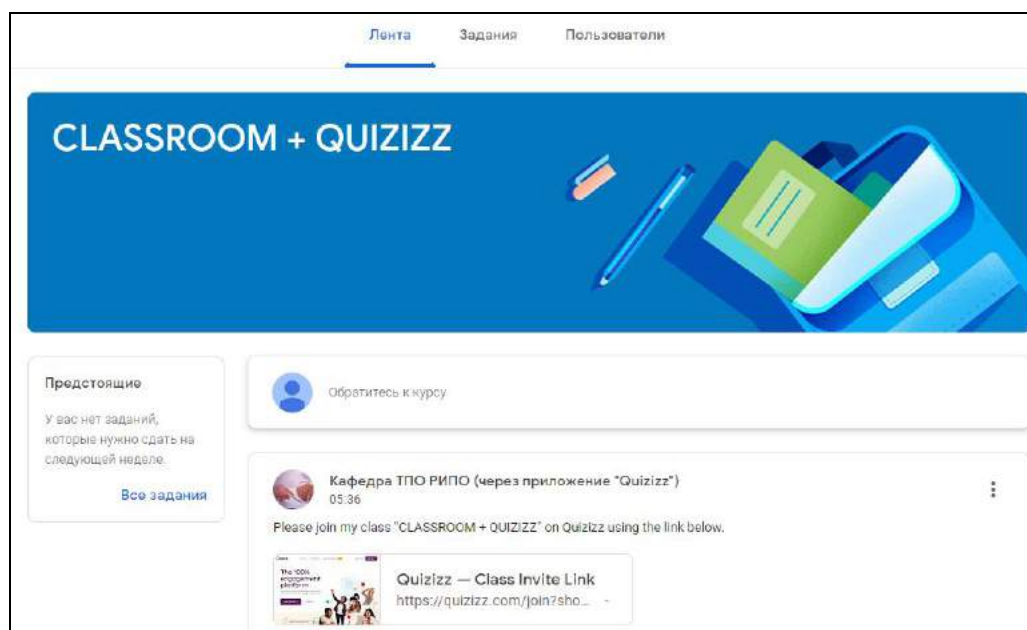 Лента Задания Пользователи
CLASSROOM + QUIZIZZ
Предстоящие
У вас нет заданий,
которые нужно сдать на
следующей неделе.
Все задания
Обратитесь к курсу
Кафедра ТПО РИПО (через приложение "Quizizz")
05:36
Please join my class "CLASSROOM + QUIZIZZ" on Quizizz using the link below.
The 100%
engagement
platform
Quizizz — Class Invite Link
https://quizizz.com/join?sho...